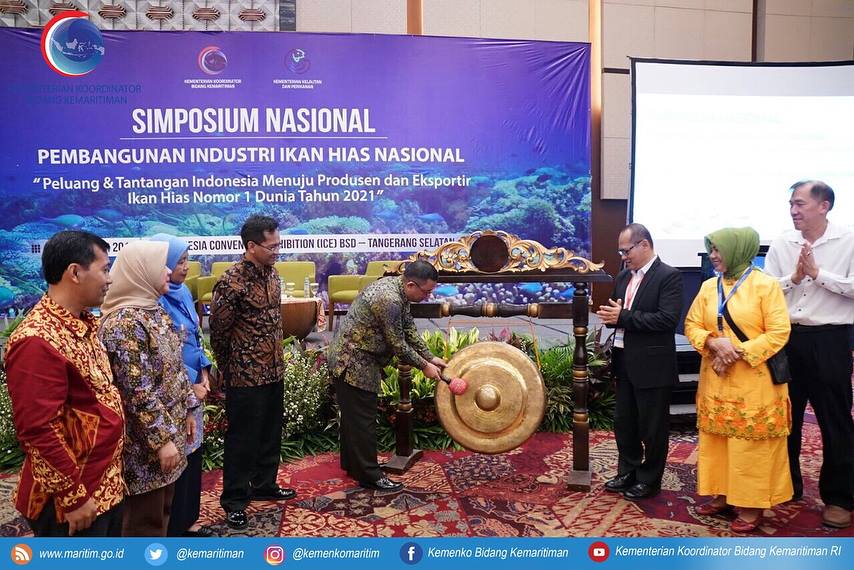 KEMENTERIAN KOORDINATOR
BIDANG KEMARITIMAN
KEMENTERIAN KOORDINATOR
BIDANG KEMARITIMAN
KEMENTERIAN KELAUTAN
DAN PERIKANAN
SIMPOSIUM NASIONAL
PEMBANGUNAN INDUSTRI IKAN HIAS NASIONAL
“Peluang & Tantangan Indonesia Menuju Produsen dan Eksportir
Ikan Hias Nomor 1 Dunia Tahun 2021”
(ICE) BSD – TANGERANG SELATAN
www.maritim.go.id
@kemaritiman
@kemenkomaritim
Kemenko Bidang Kemaritiman
Kementerian Koordinator Bidang Kemaritiman RI